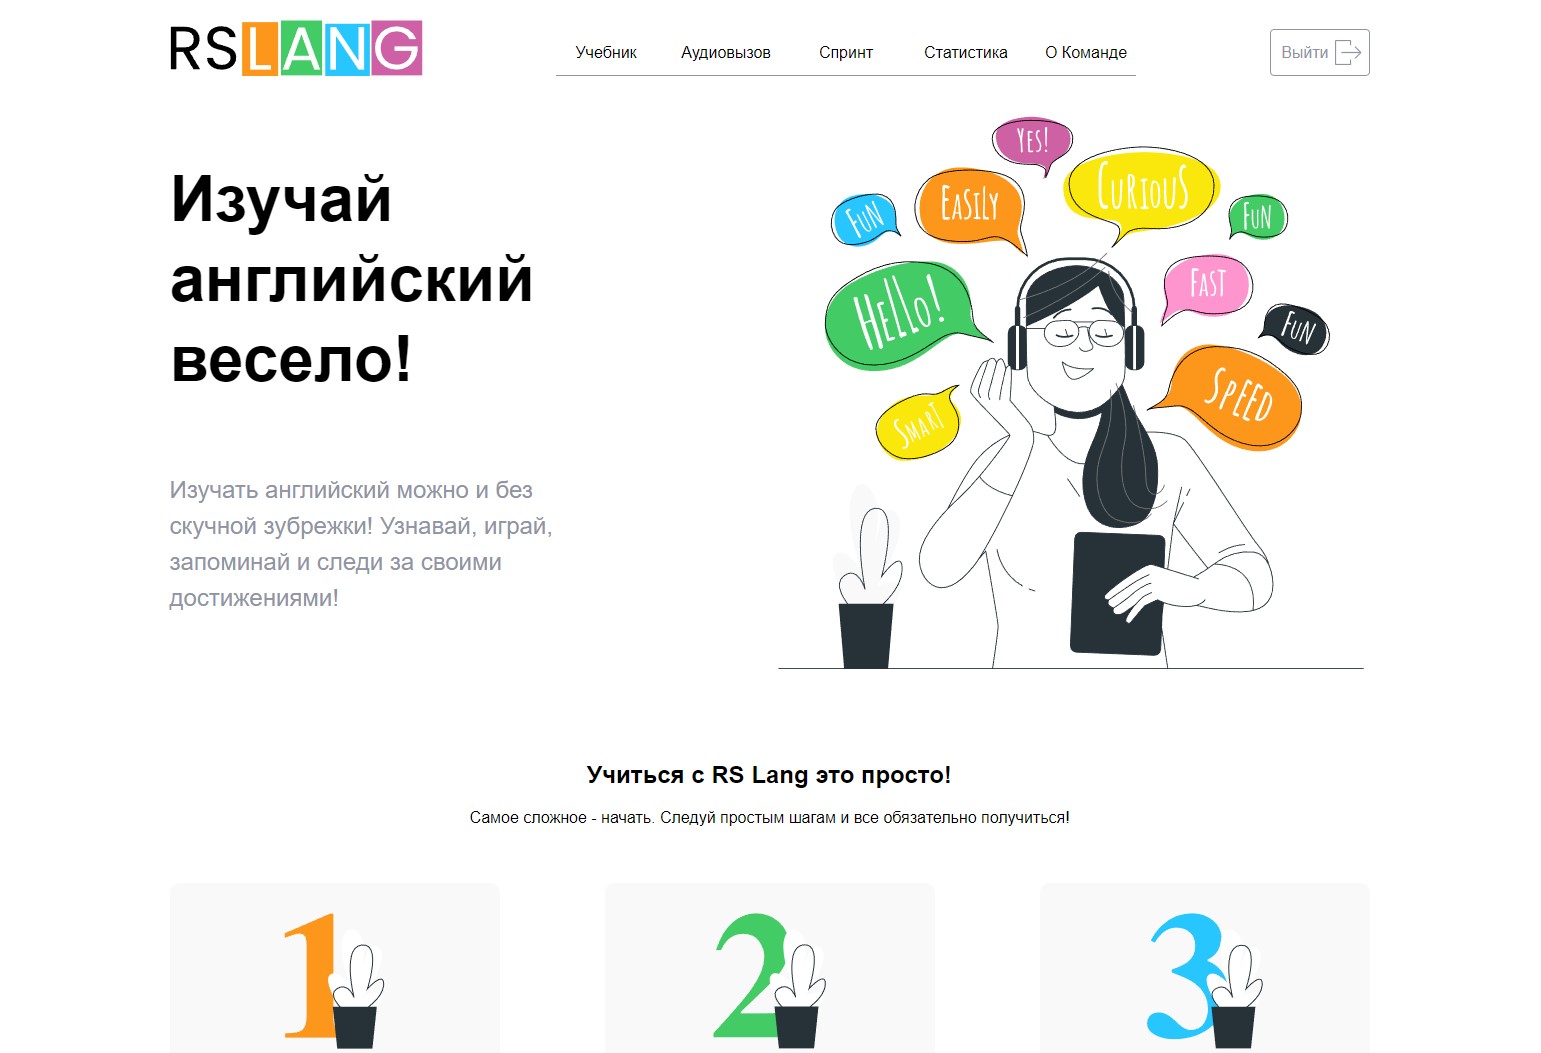 RSLANG
Учебник Аудиовызов Спринт Статистика О Команде
Выйти
Изучай
английский
весело!
Изучать английский можно и без
скучной зубрежки! Узнавай, играй,
запоминай и следи за своими
достижениями!
YES!
CURIOUS
EASILY
FUN
FUN
HELLO!
FAST
FUN
SPEED
SMART
Учиться с RS Lang это просто!
Самое сложное - начать. Следуй простым шагам и все обязательно получиться!
1 2 3